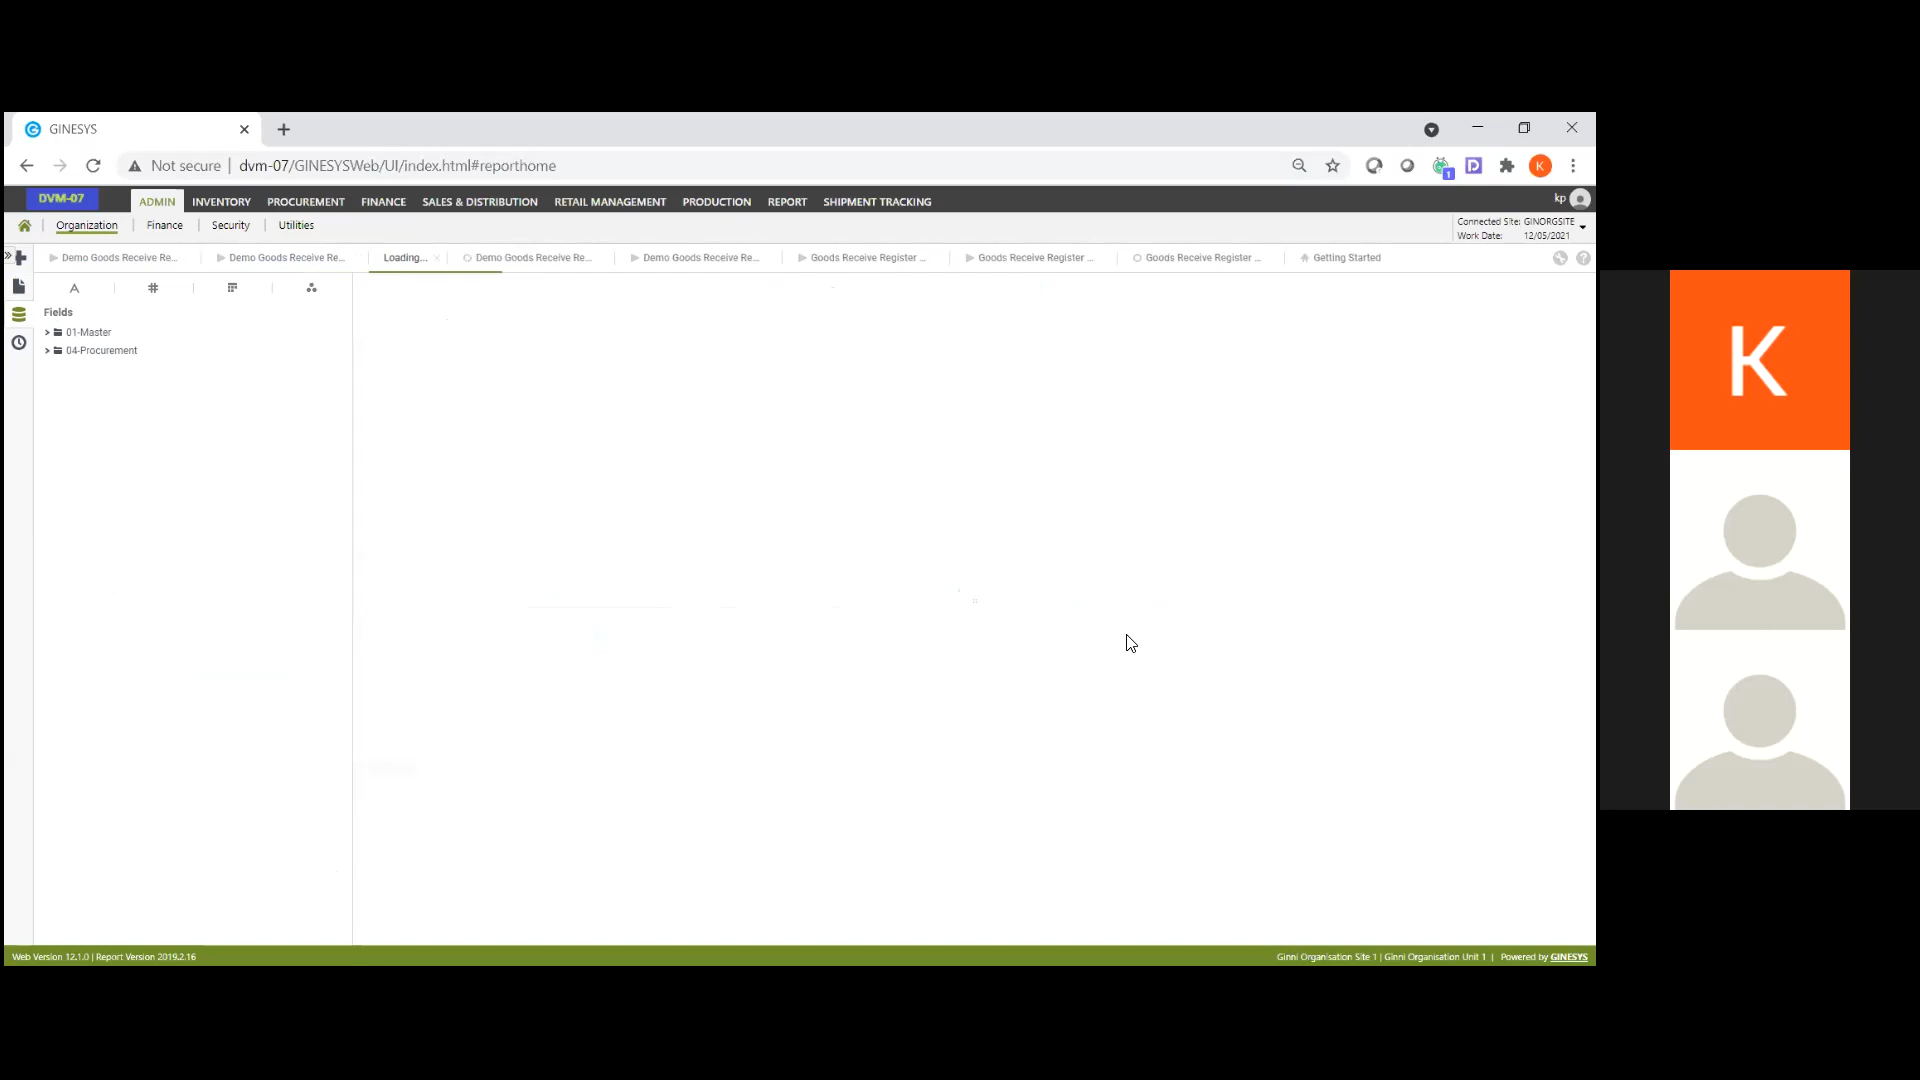 GINESYS
Not secure | dvm-07/GINESYSWeb/UI/index.html#reporthome
K
DVM-07
ADMIN INVENTORY PROCUREMENT FINANCE SALES & DISTRIBUTION RETAIL MANAGEMENT PRODUCTION REPORT SHIPMENT TRACKING
kp
Organization Finance Security Utilities
Connected Site: GINORGSITE
Work Date: 12/05/2021
Demo Goods Receive Re... Demo Goods Receive Re... Loading... Demo Goods Receive Re... Demo Goods Receive Re... Goods Receive Register ... Goods Receive Register ... Goods Receive Register ... Getting Started
Fields
01-Master
04-Procurement
K
Web Version 12.1.0 | Report Version 2019.2.16
Ginni Organisation Site 1 | Ginni Organisation Unit 1 | Powered by GINESYS